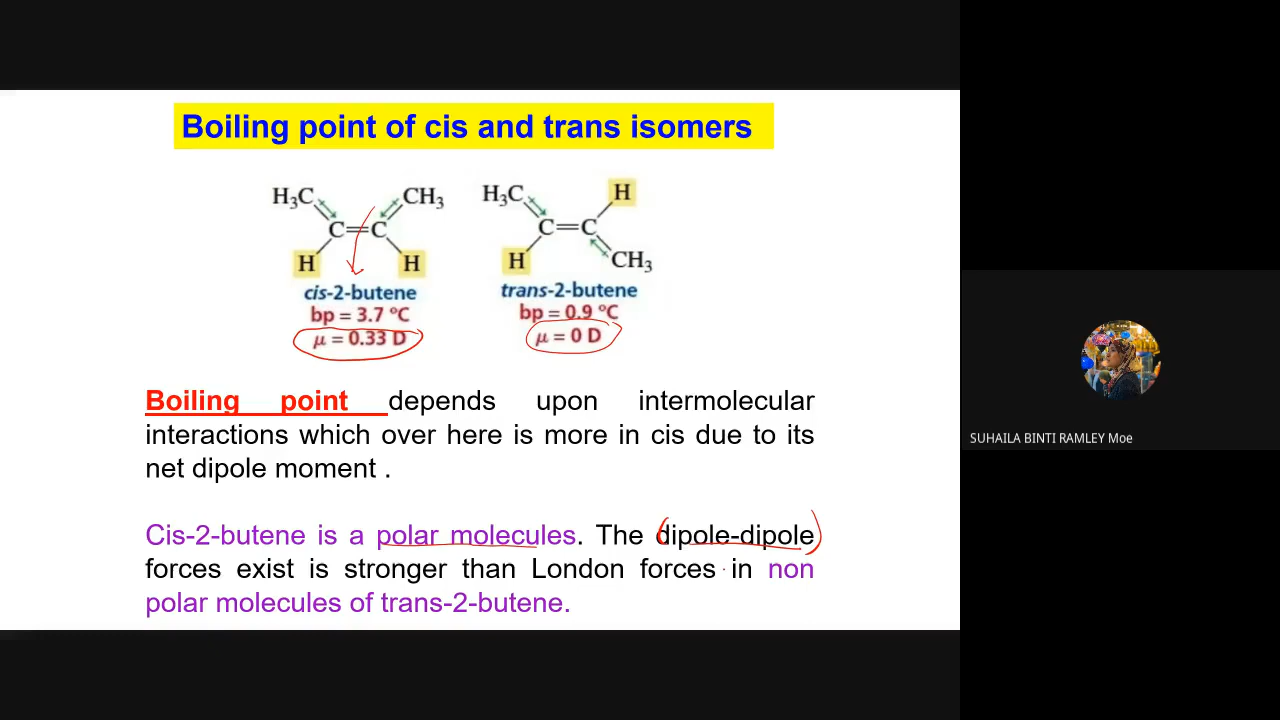 Boiling point of cis and trans isomers
H₃C CH₃ H₃C H
C=C C=C
H H H CH₃
cis-2-butene trans-2-butene
bp = 3.7 ºC bp = 0.9 ºC
μ = 0.33 D μ = 0 D
Boiling point depends upon intermolecular
interactions which over here is more in cis due to its
net dipole moment .
Cis-2-butene is a polar molecules. The dipole-dipole
forces exist is stronger than London forces in non
polar molecules of trans-2-butene.
SUHAILA BINTI RAMLEY Moe